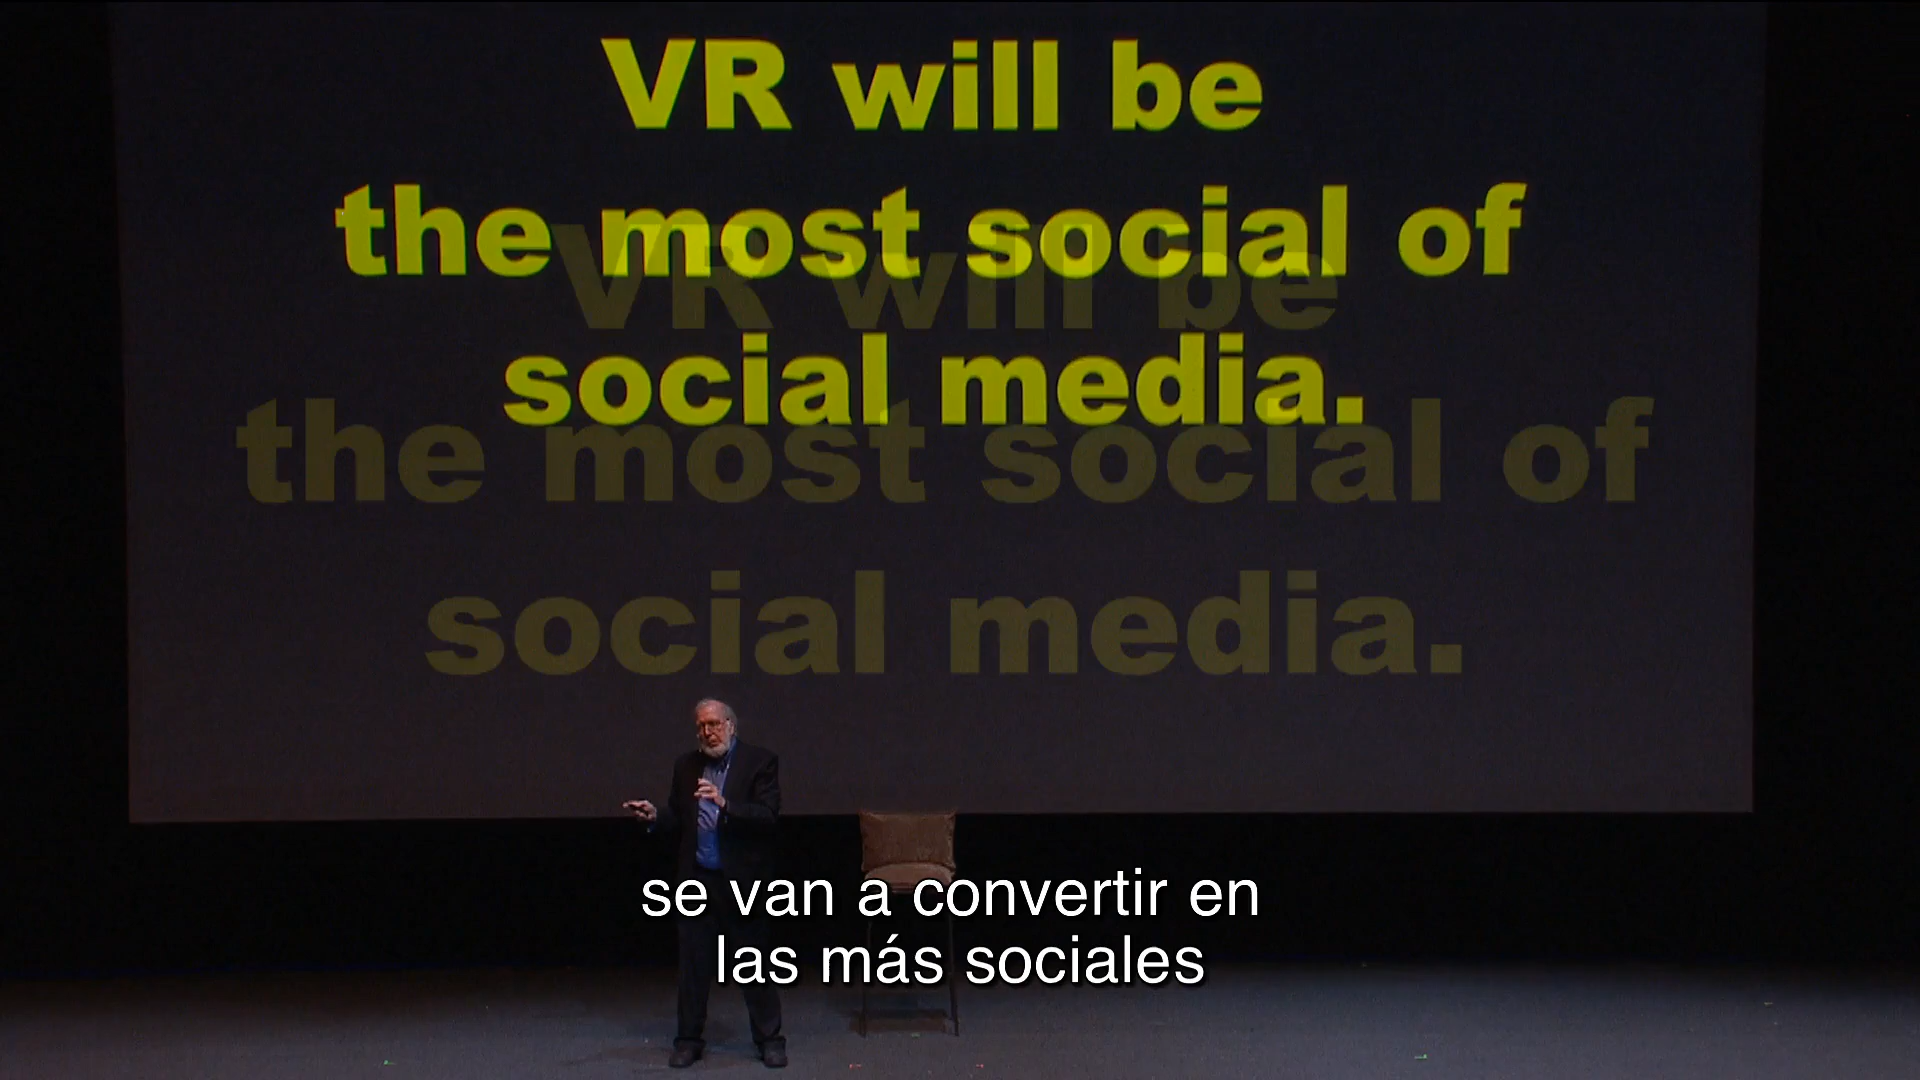 VR will be
the most social of
social media.
VR will be
the most social of
social media.
se van a convertir en
las más sociales